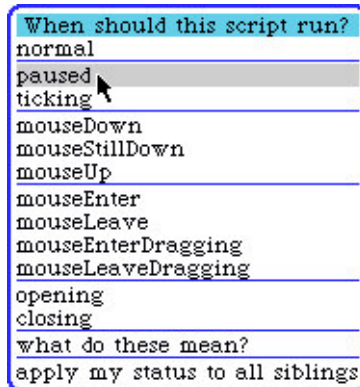 When should this script run?
normal
paused
ticking
mouseDown
mouseStillDown
mouseUp
mouseEnter
mouseLeave
mouseEnterDragging
mouseLeaveDragging
opening
closing
what do these mean?
apply my status to all siblings